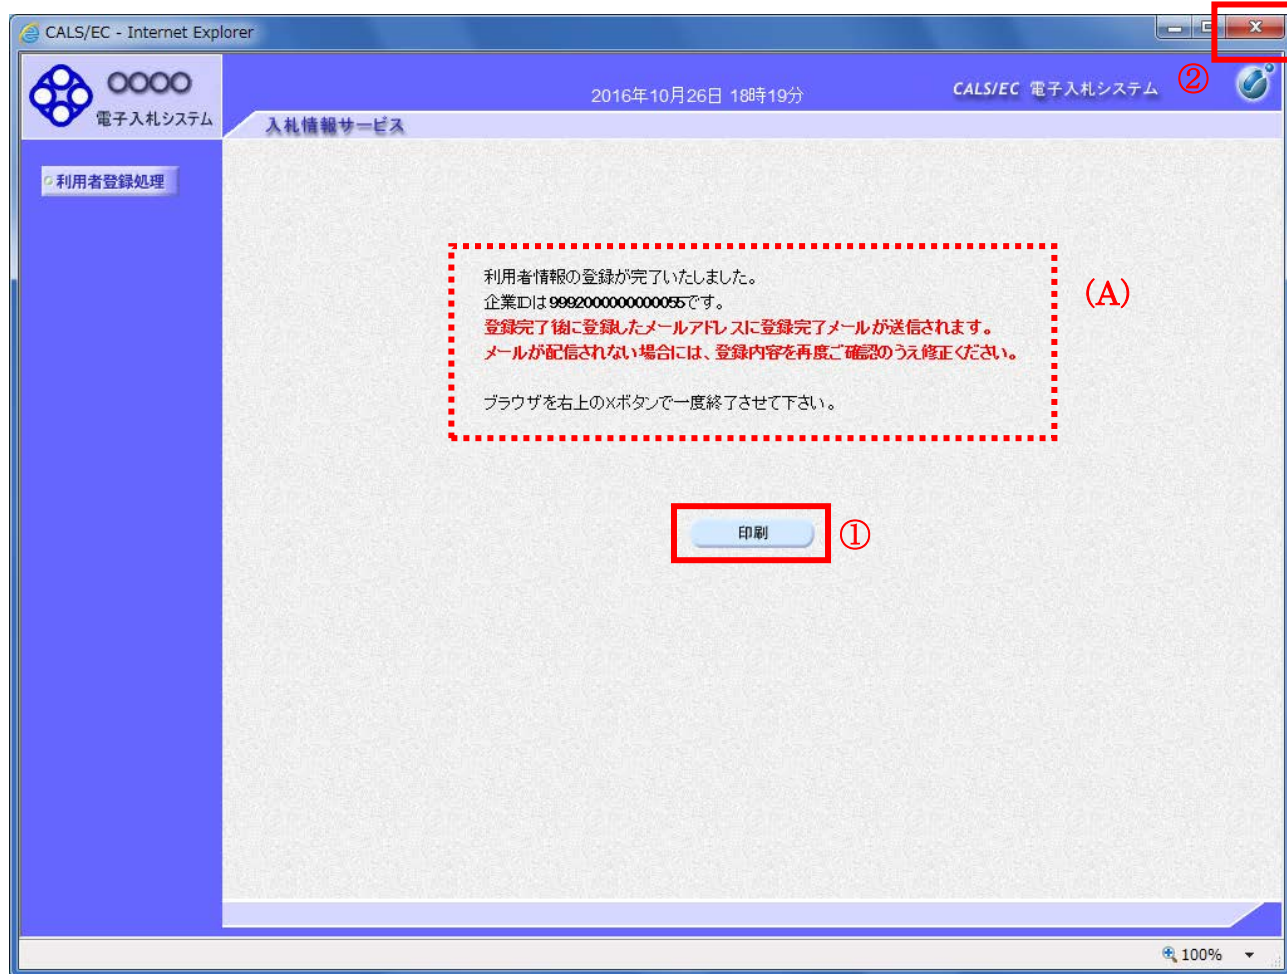 CALS/EC - Internet Explorer
〇〇〇〇
電子入札システム
2016年10月26日 18時19分
CALS/EC 電子入札システム
②
入札情報サービス
利用者登録処理
利用者情報の登録が完了いたしました。
企業IDは9992000000000055です。
登録完了後に登録したメールアドレスに登録完了メールが送信されます。
メールが配信されない場合には、登録内容を再度ご確認のうえ修正ください。
ブラウザを右上の×ボタンで一度終了させて下さい。
(A)
印刷
①
100%